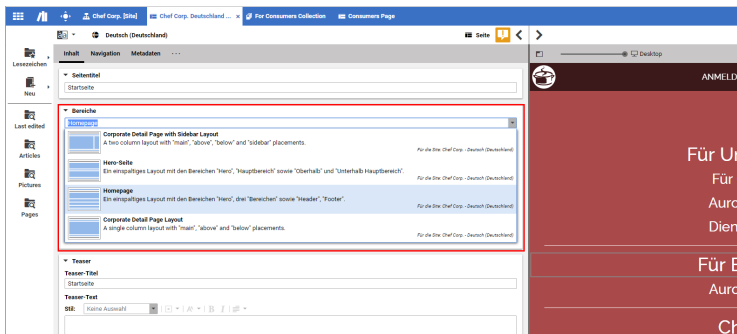 Chef Corp. [Site]
Chef Corp. Deutschland ...
For Consumers Collection
Consumers Page
Deutsch (Deutschland)
Seite
Inhalt Navigation Metadaten ...
Desktop
Lesezeichen
Neu
Last edited
Articles
Pictures
Pages
Seitentitel
Startseite
Bereiche
Homepage
Corporate Detail Page with Sidebar Layout
A two column layout with "main", "above", "below" and "sidebar" placements.
Für die Site: Chef Corp. - Deutsch (Deutschland)
Hero-Seite
Ein einspaltiges Layout mit den Bereichen "Hero", "Hauptbereich" sowie "Oberhalb" und "Unterhalb Hauptbereich".
Für die Site: Chef Corp. - Deutsch (Deutschland)
Homepage
Ein einspaltiges Layout mit den Bereichen "Hero", drei "Bereichen" sowie "Header", "Footer".
Für die Site: Chef Corp. - Deutsch (Deutschland)
Corporate Detail Page Layout
A single column layout with "main", "above" and "below" placements.
Für die Site: Chef Corp. - Deutsch (Deutschland)
Teaser
Teaser-Titel
Startseite
Teaser-Text
Stil: Keine Auswahl
ANMELD
Für Ur
Für
Auro
Dien
Für B
Auro
Ch